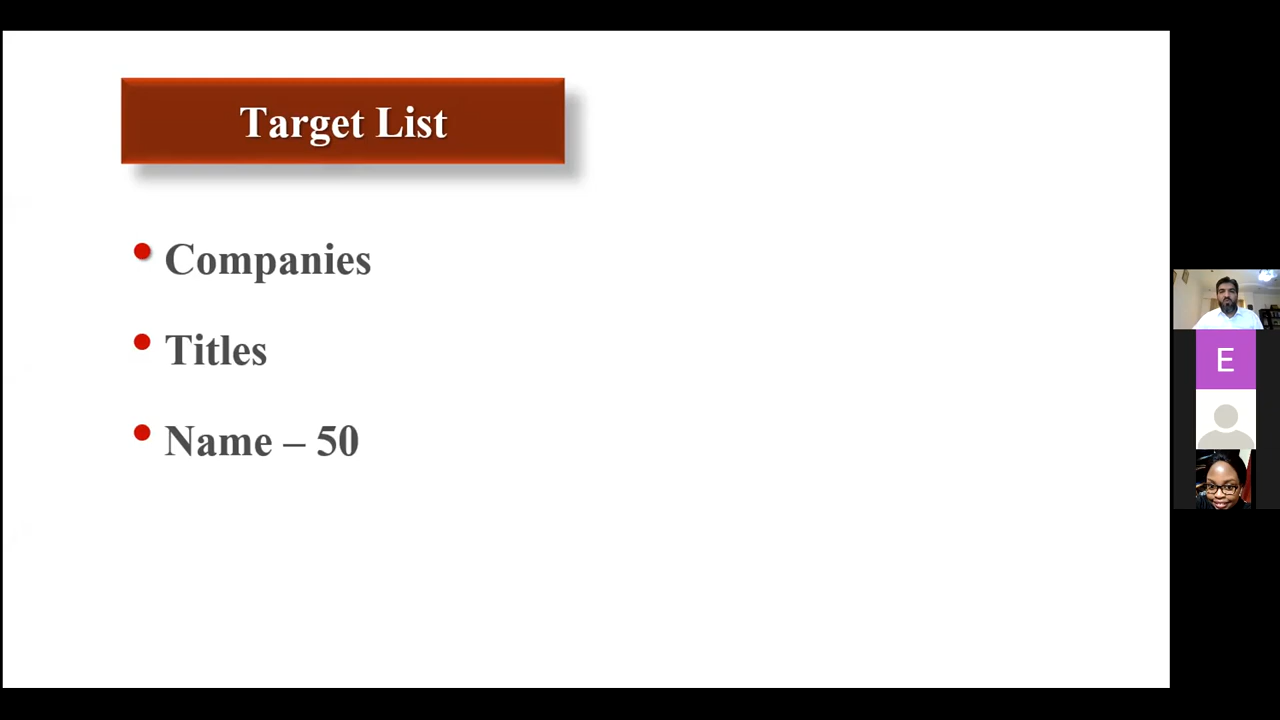 Target List
• Companies
• Titles
• Name – 50
E